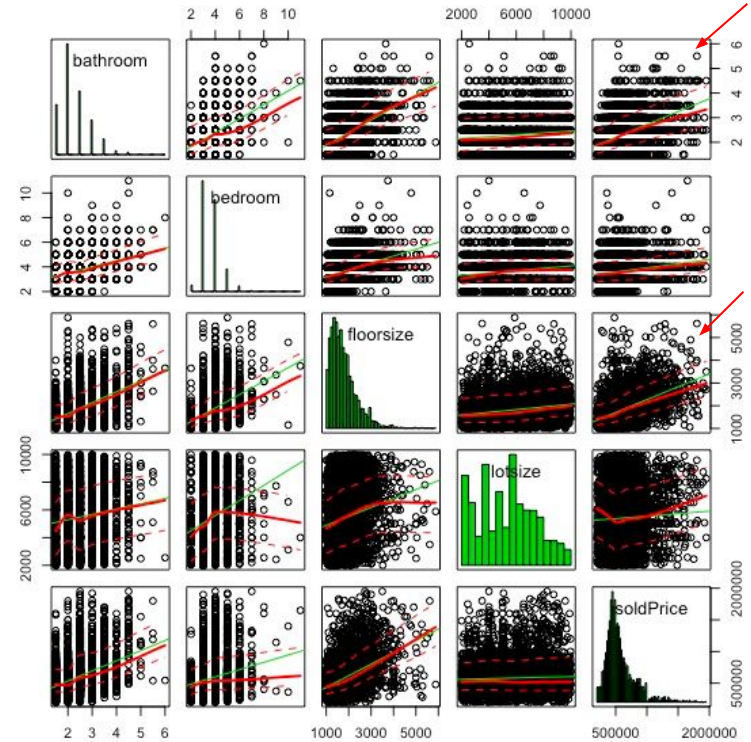 2 4 6 8 10
2000 6000 10000
bathroom
2 3 4 5 6
bedroom
2 4 6 8 10
floorsize
1000 3000 5000
lotsize
2000 6000 10000
soldPrice
500000 2000000
2 3 4 5 6
1000 3000 5000
500000 2000000